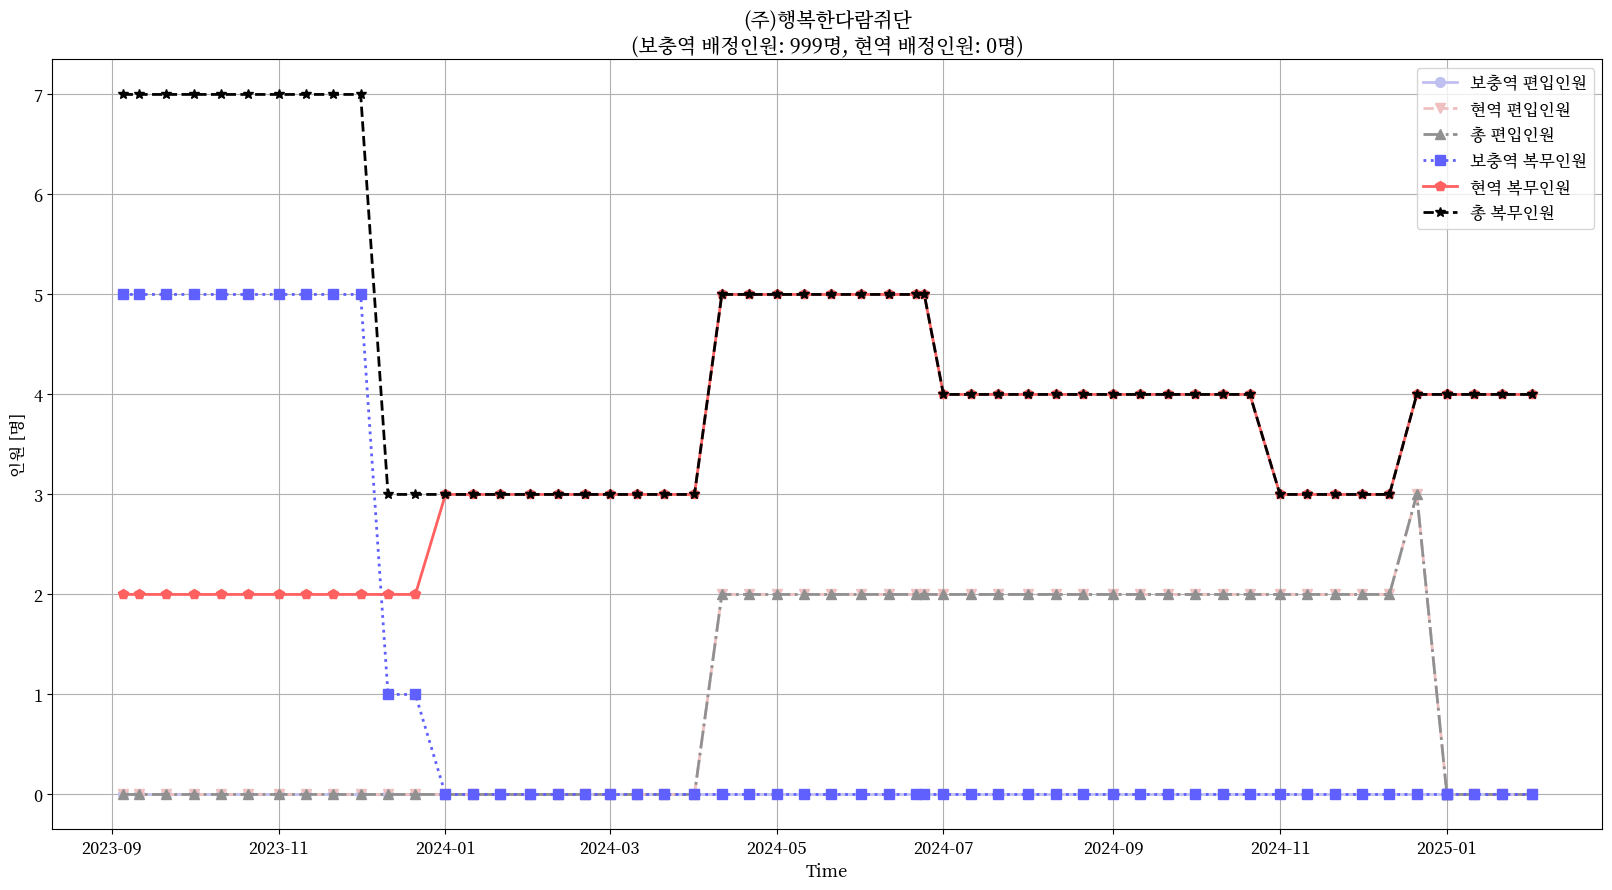 (주)행복한다람쥐단
(보충역 배정인원: 999명, 현역 배정인원: 0명)
보충역 편입인원
현역 편입인원
총 편입인원
보충역 복무인원
현역 복무인원
총 복무인원
인원 [명]
7
6
5
4
3
2
1
0
2023-09 2023-11 2024-01 2024-03 2024-05 2024-07 2024-09 2024-11 2025-01
Time